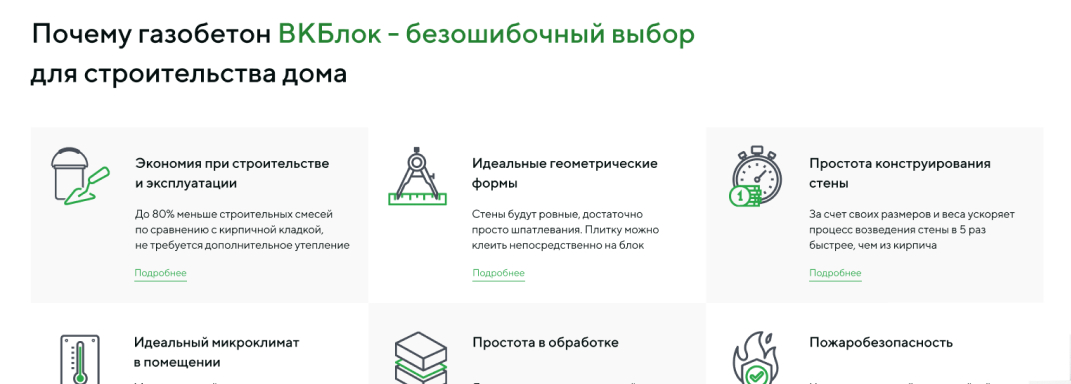 Почему газобетон ВКБлок - безошибочный выбор
для строительства дома
Экономия при строительстве
и эксплуатации
До 80% меньше строительных смесей
по сравнению с кирпичной кладкой,
не требуется дополнительное утепление
Подробнее
Идеальные геометрические
формы
Стены будут ровные, достаточно
просто шпатлевания. Плитку можно
клеить непосредственно на блок
Подробнее
1
Простота конструирования
стены
За счет своих размеров и веса ускоряет
процесс возведения стены в 5 раз
быстрее, чем из кирпича
Подробнее
Идеальный микроклимат
в помещении
Простота в обработке
Пожаробезопасность